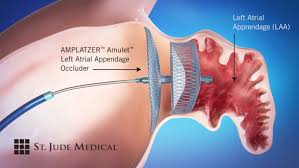 Left Atrial
Appendage (LAA)
AMPLATZER™ Amulet™
Left Atrial Appendage
Occluder
ST. JUDE MEDICAL